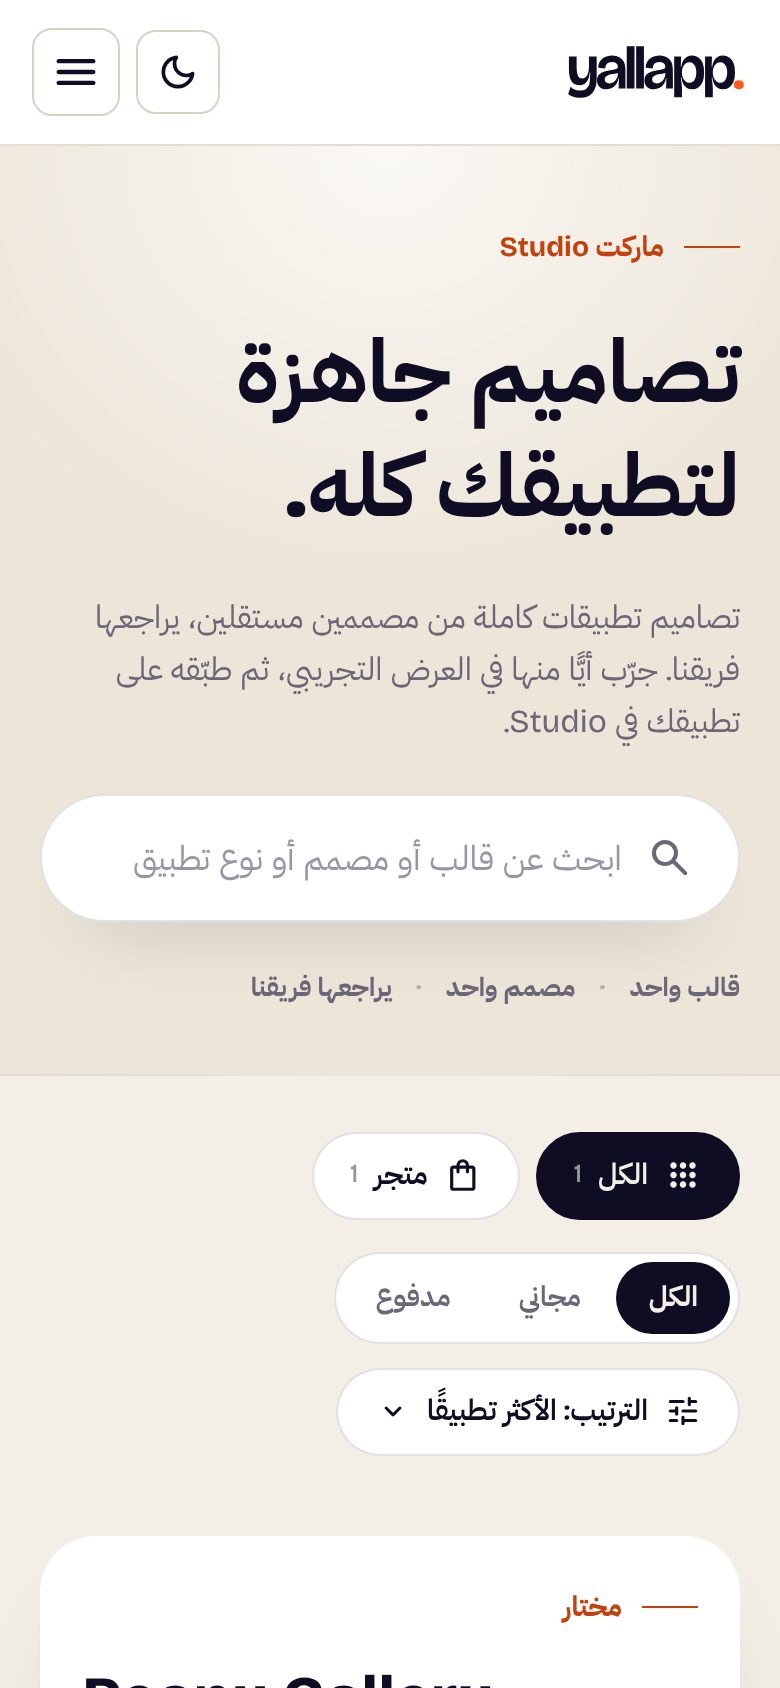 yallapp.
ماركت Studio
تصاميم جاهزة
لتطبيقك كله.
تصاميم تطبيقات كاملة من مصممين مستقلين، يراجعها
فريقنا. جرّب أيًّا منها في العرض التجريبي، ثم طبّقه على
تطبيقك في Studio.
ابحث عن قالب أو مصمم أو نوع تطبيق
قالب واحد · مصمم واحد · يراجعها فريقنا
الكل 1 متجر 1
الكل مجاني مدفوع
الترتيب: الأكثر تطبيقًا
مختار